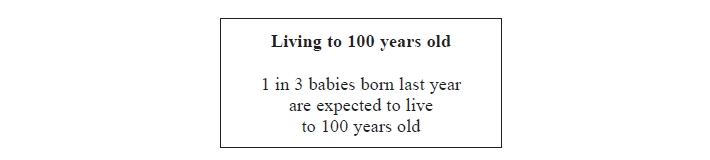 Living to 100 years old
1 in 3 babies born last year
are expected to live
to 100 years old